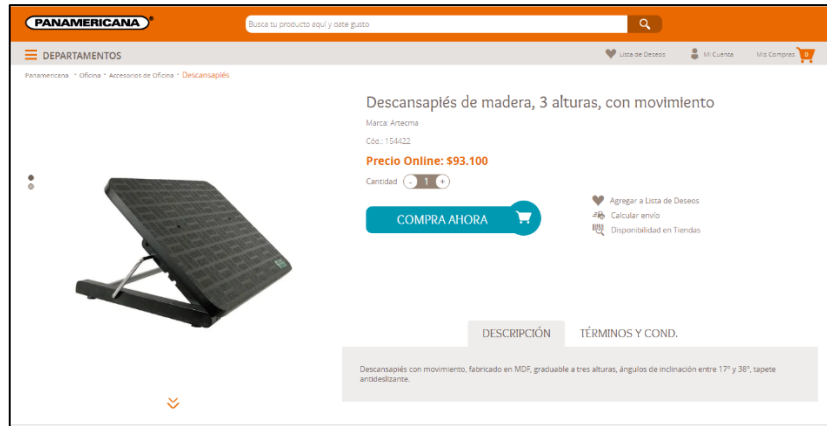 PANAMERICANA
Busca tu producto aquí y date gusto
DEPARTAMENTOS
Lista de Deseos
Mi Cuenta
Mis Compras
0
Panamericana • Oficina • Accesorios de Oficina • Descansapiés
Descansapiés de madera, 3 alturas, con movimiento
Marca: Artecma
Cód.: 154422
Precio Online: $93.100
Cantidad - 1 +
COMPRA AHORA
Agregar a Lista de Deseos
Calcular envío
Disponibilidad en Tiendas
DESCRIPCIÓN
TÉRMINOS Y COND.
Descansapiés con movimiento, fabricado en MDF, graduable a tres alturas, ángulos de inclinación entre 17° y 38°, tapete
antideslizante.